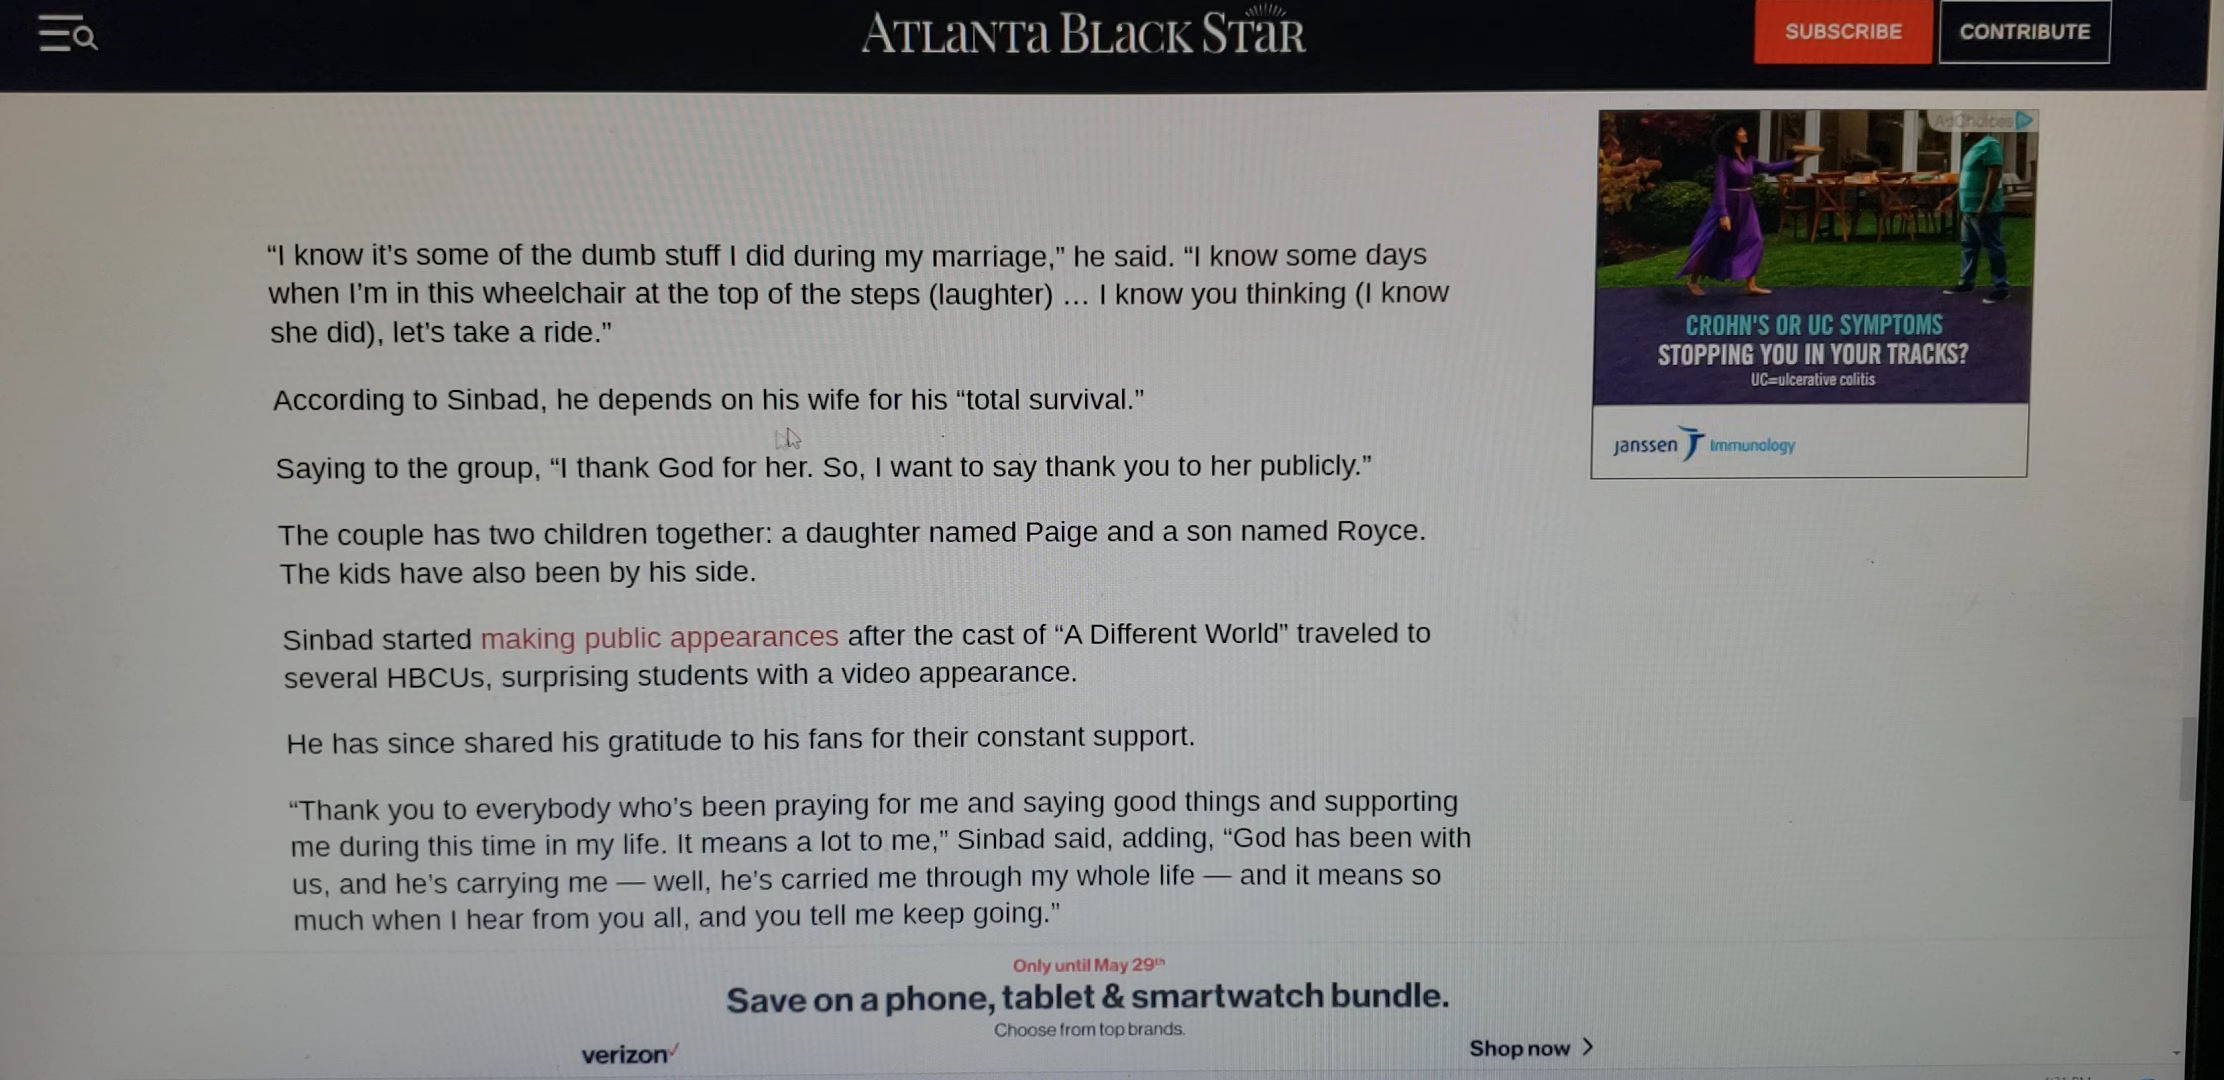 ATLANTA BLACK STAR
SUBSCRIBE
CONTRIBUTE
AdChoices
“I know it's some of the dumb stuff I did during my marriage,” he said. “I know some days
when I'm in this wheelchair at the top of the steps (laughter) … I know you thinking (I know
she did), let's take a ride.”
According to Sinbad, he depends on his wife for his “total survival.”
Saying to the group, “I thank God for her. So, I want to say thank you to her publicly.”
The couple has two children together: a daughter named Paige and a son named Royce.
The kids have also been by his side.
Sinbad started making public appearances after the cast of “A Different World” traveled to
several HBCUs, surprising students with a video appearance.
He has since shared his gratitude to his fans for their constant support.
“Thank you to everybody who's been praying for me and saying good things and supporting
me during this time in my life. It means a lot to me,” Sinbad said, adding, “God has been with
us, and he's carrying me — well, he's carried me through my whole life — and it means so
much when I hear from you all, and you tell me keep going.”
CROHN'S OR UC SYMPTOMS
STOPPING YOU IN YOUR TRACKS?
UC=ulcerative colitis
Janssen Immunology
Only until May 29th
Save on a phone, tablet & smartwatch bundle.
Choose from top brands.
verizon✓
Shop now >